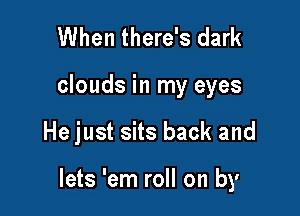 When there's dark
clouds in my eyes
He just sits back and
lets 'em roll on by